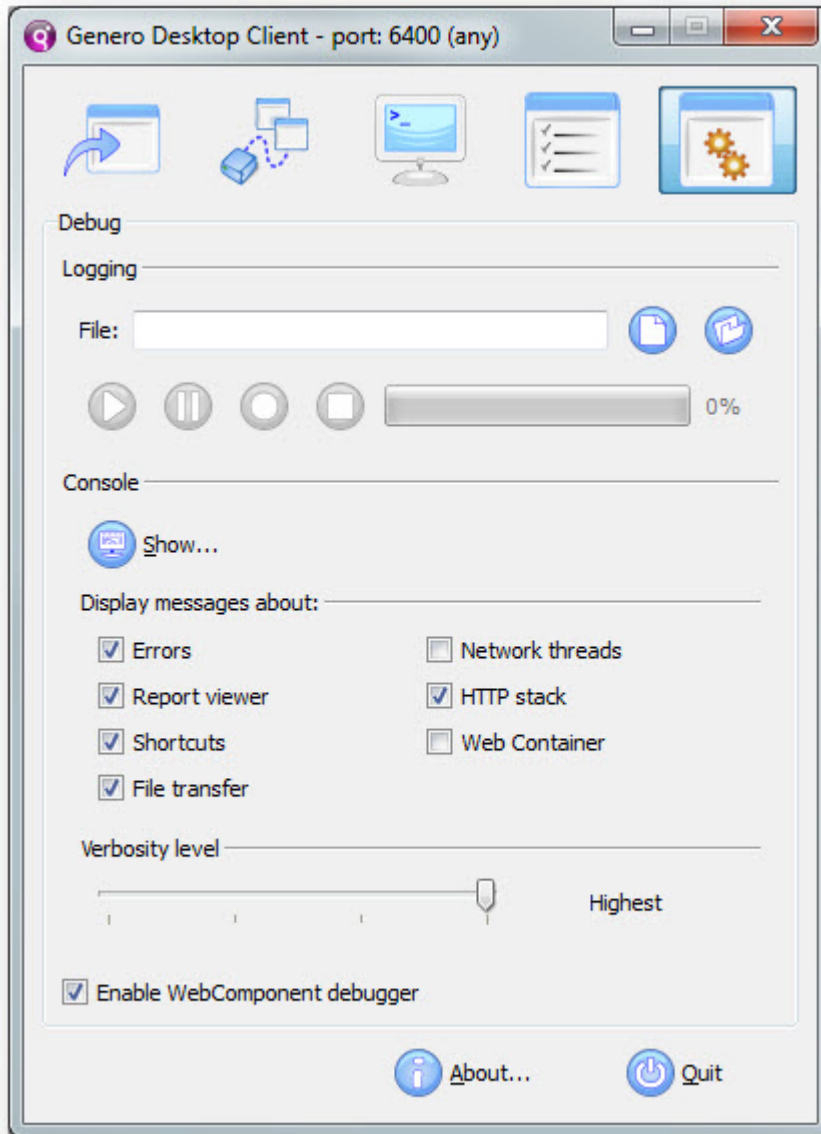 Genero Desktop Client - port: 6400 (any)
>_
Debug
Logging
File:
0%
Console
Show...
Display messages about:
Errors
Network threads
Report viewer
HTTP stack
Shortcuts
Web Container
File transfer
Verbosity level
Highest
Enable WebComponent debugger
About...
Quit